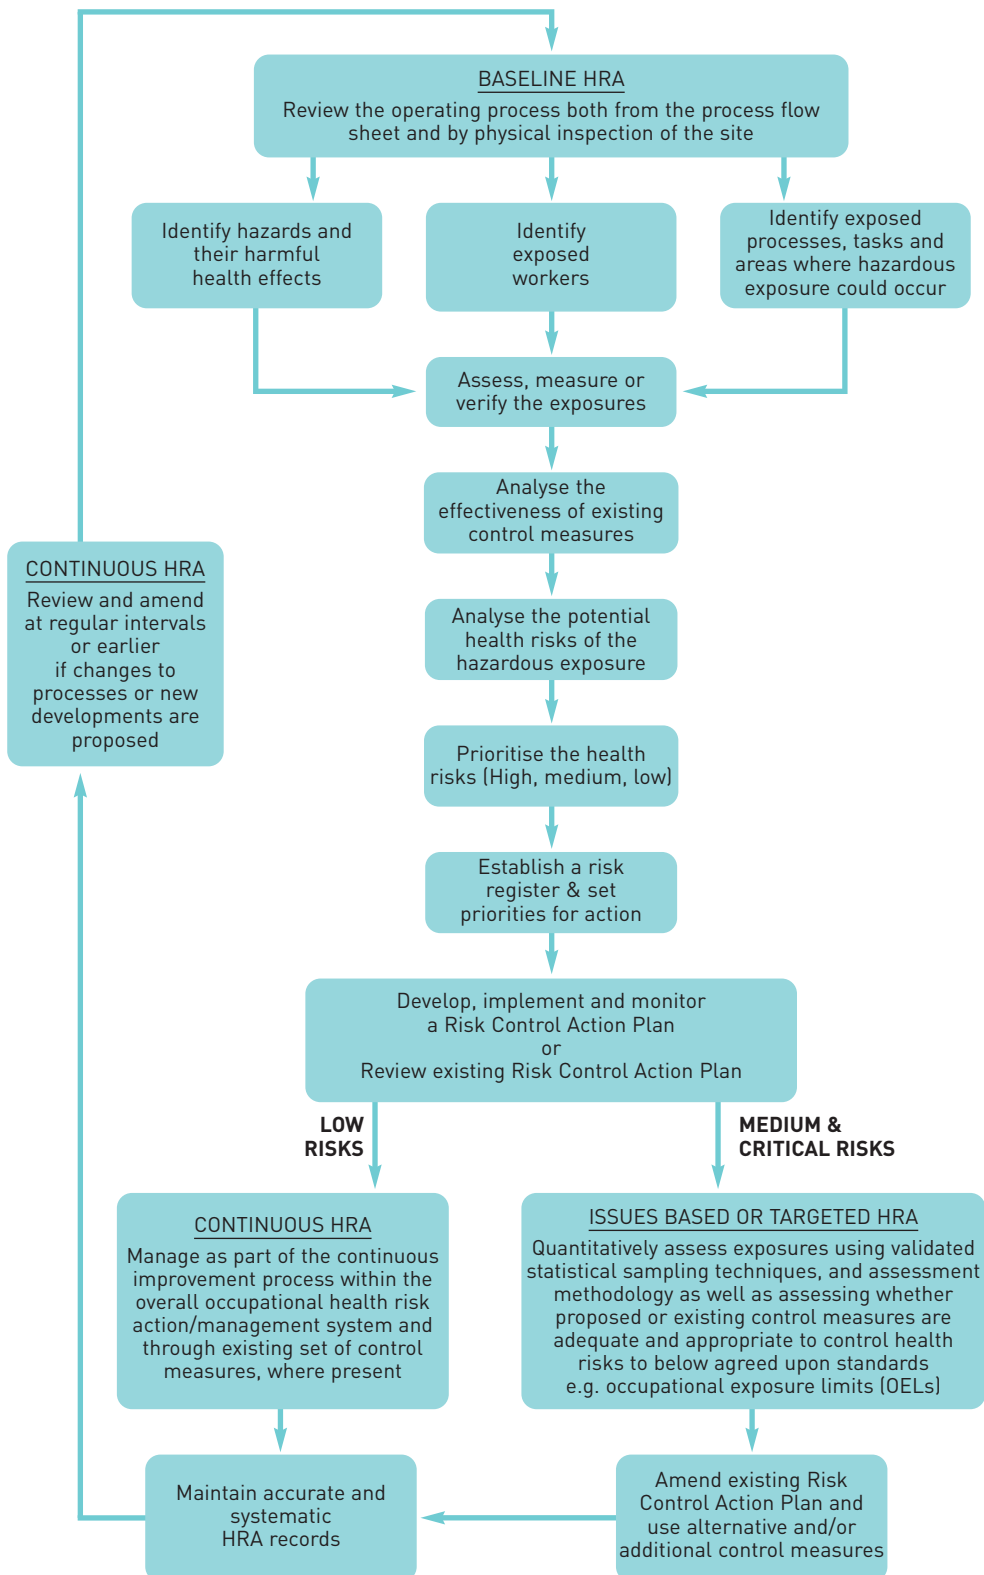 BASELINE HRA
Review the operating process both from the process flow
sheet and by physical inspection of the site
Identify hazards and
their harmful
health effects
Identify
exposed
workers
Identify exposed
processes, tasks and
areas where hazardous
exposure could occur
Assess, measure or
verify the exposures
Analyse the
effectiveness of existing
control measures
CONTINUOUS HRA
Review and amend
at regular intervals
or earlier
if changes to
processes or new
developments are
proposed
Analyse the potential
health risks of the
hazardous exposure
Prioritise the health
risks (High, medium, low)
Establish a risk
register & set
priorities for action
Develop, implement and monitor
a Risk Control Action Plan
or
Review existing Risk Control Action Plan
LOW
RISKS
MEDIUM &
CRITICAL RISKS
CONTINUOUS HRA
Manage as part of the continuous
improvement process within the
overall occupational health risk
action/management system and
through existing set of control
measures, where present
ISSUES BASED OR TARGETED HRA
Quantitatively assess exposures using validated
statistical sampling techniques, and assessment
methodology as well as assessing whether
proposed or existing control measures are
adequate and appropriate to control health
risks to below agreed upon standards
e.g. occupational exposure limits (OELs)
Maintain accurate and
systematic
HRA records
Amend existing Risk
Control Action Plan and
use alternative and/or
additional control measures